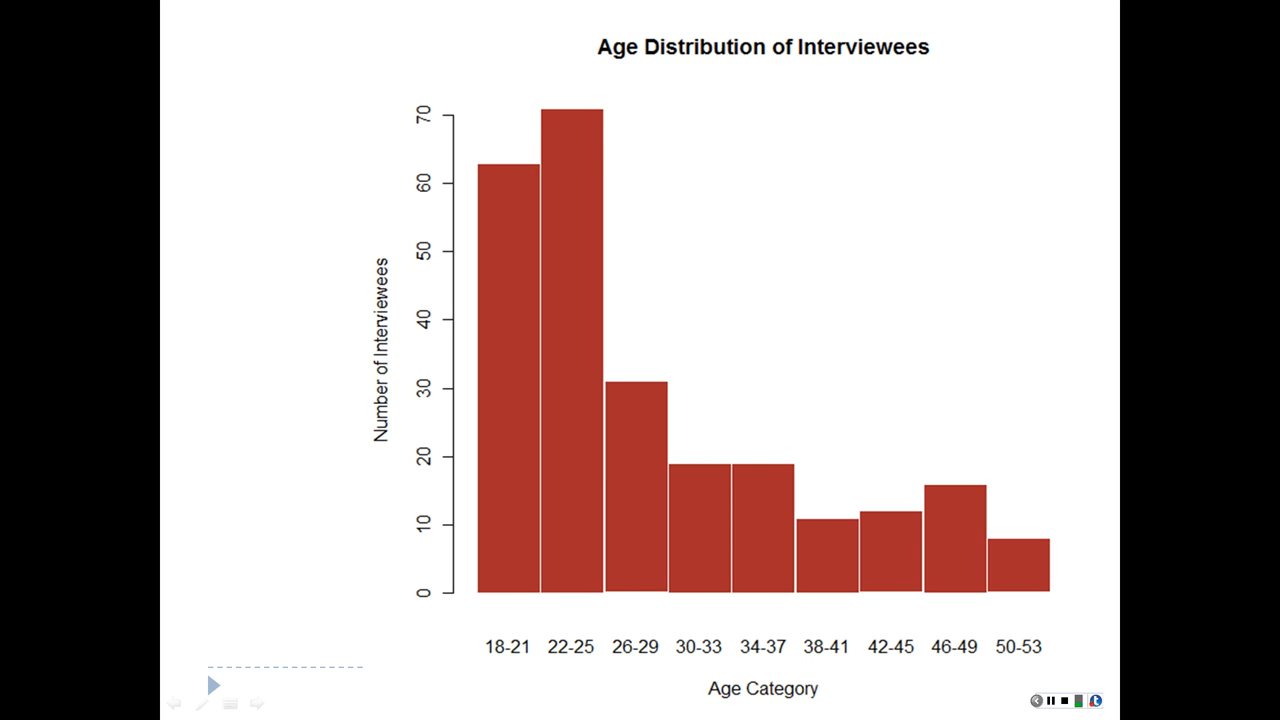 Age Distribution of Interviewees
70
60
50
40
30
20
10
0
Number of Interviewees
18-21 22-25 26-29 30-33 34-37 38-41 42-45 46-49 50-53
Age Category
t